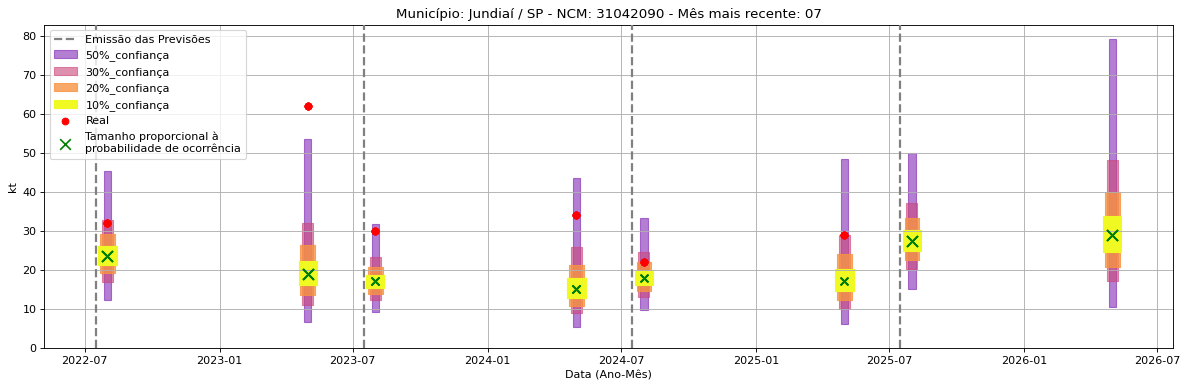 Município: Jundiaí / SP - NCM: 31042090 - Mês mais recente: 07
Emissão das Previsões
50%_confiança
30%_confiança
20%_confiança
10%_confiança
Real
Tamanho proporcional à
probabilidade de ocorrência
kt
80
70
60
50
40
30
20
10
0
2022-07
2023-01
2023-07
2024-01
2024-07
2025-01
2025-07
2026-01
2026-07
Data (Ano-Mês)